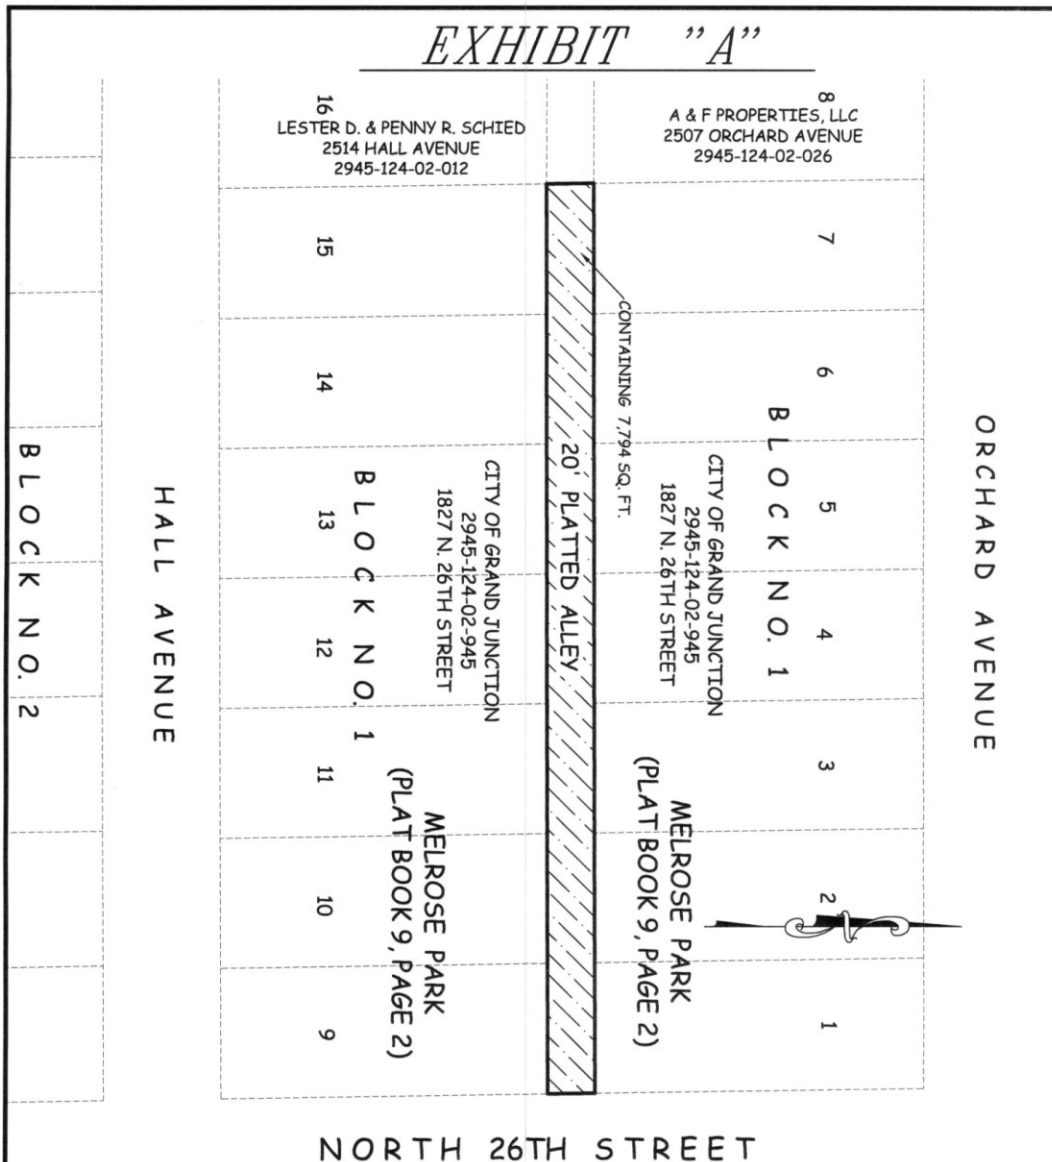 EXHIBIT "A"
16
LESTER D. & PENNY R. SCHIED
2514 HALL AVENUE
2945-124-02-012
8
A & F PROPERTIES, LLC
2507 ORCHARD AVENUE
2945-124-02-026
15
14
13
12
11
10
9
7
6
5
4
3
2
1
CONTAINING 7,794 SQ. FT.
20' PLATTED ALLEY
CITY OF GRAND JUNCTION
2945-124-02-945
1827 N. 26TH STREET
CITY OF GRAND JUNCTION
2945-124-02-945
1827 N. 26TH STREET
BLOCK NO. 1
BLOCK NO. 1
MELROSE PARK
(PLAT BOOK 9, PAGE 2)
MELROSE PARK
(PLAT BOOK 9, PAGE 2)
ORCHARD AVENUE
HALL AVENUE
BLOCK NO. 2
NORTH 26TH STREET